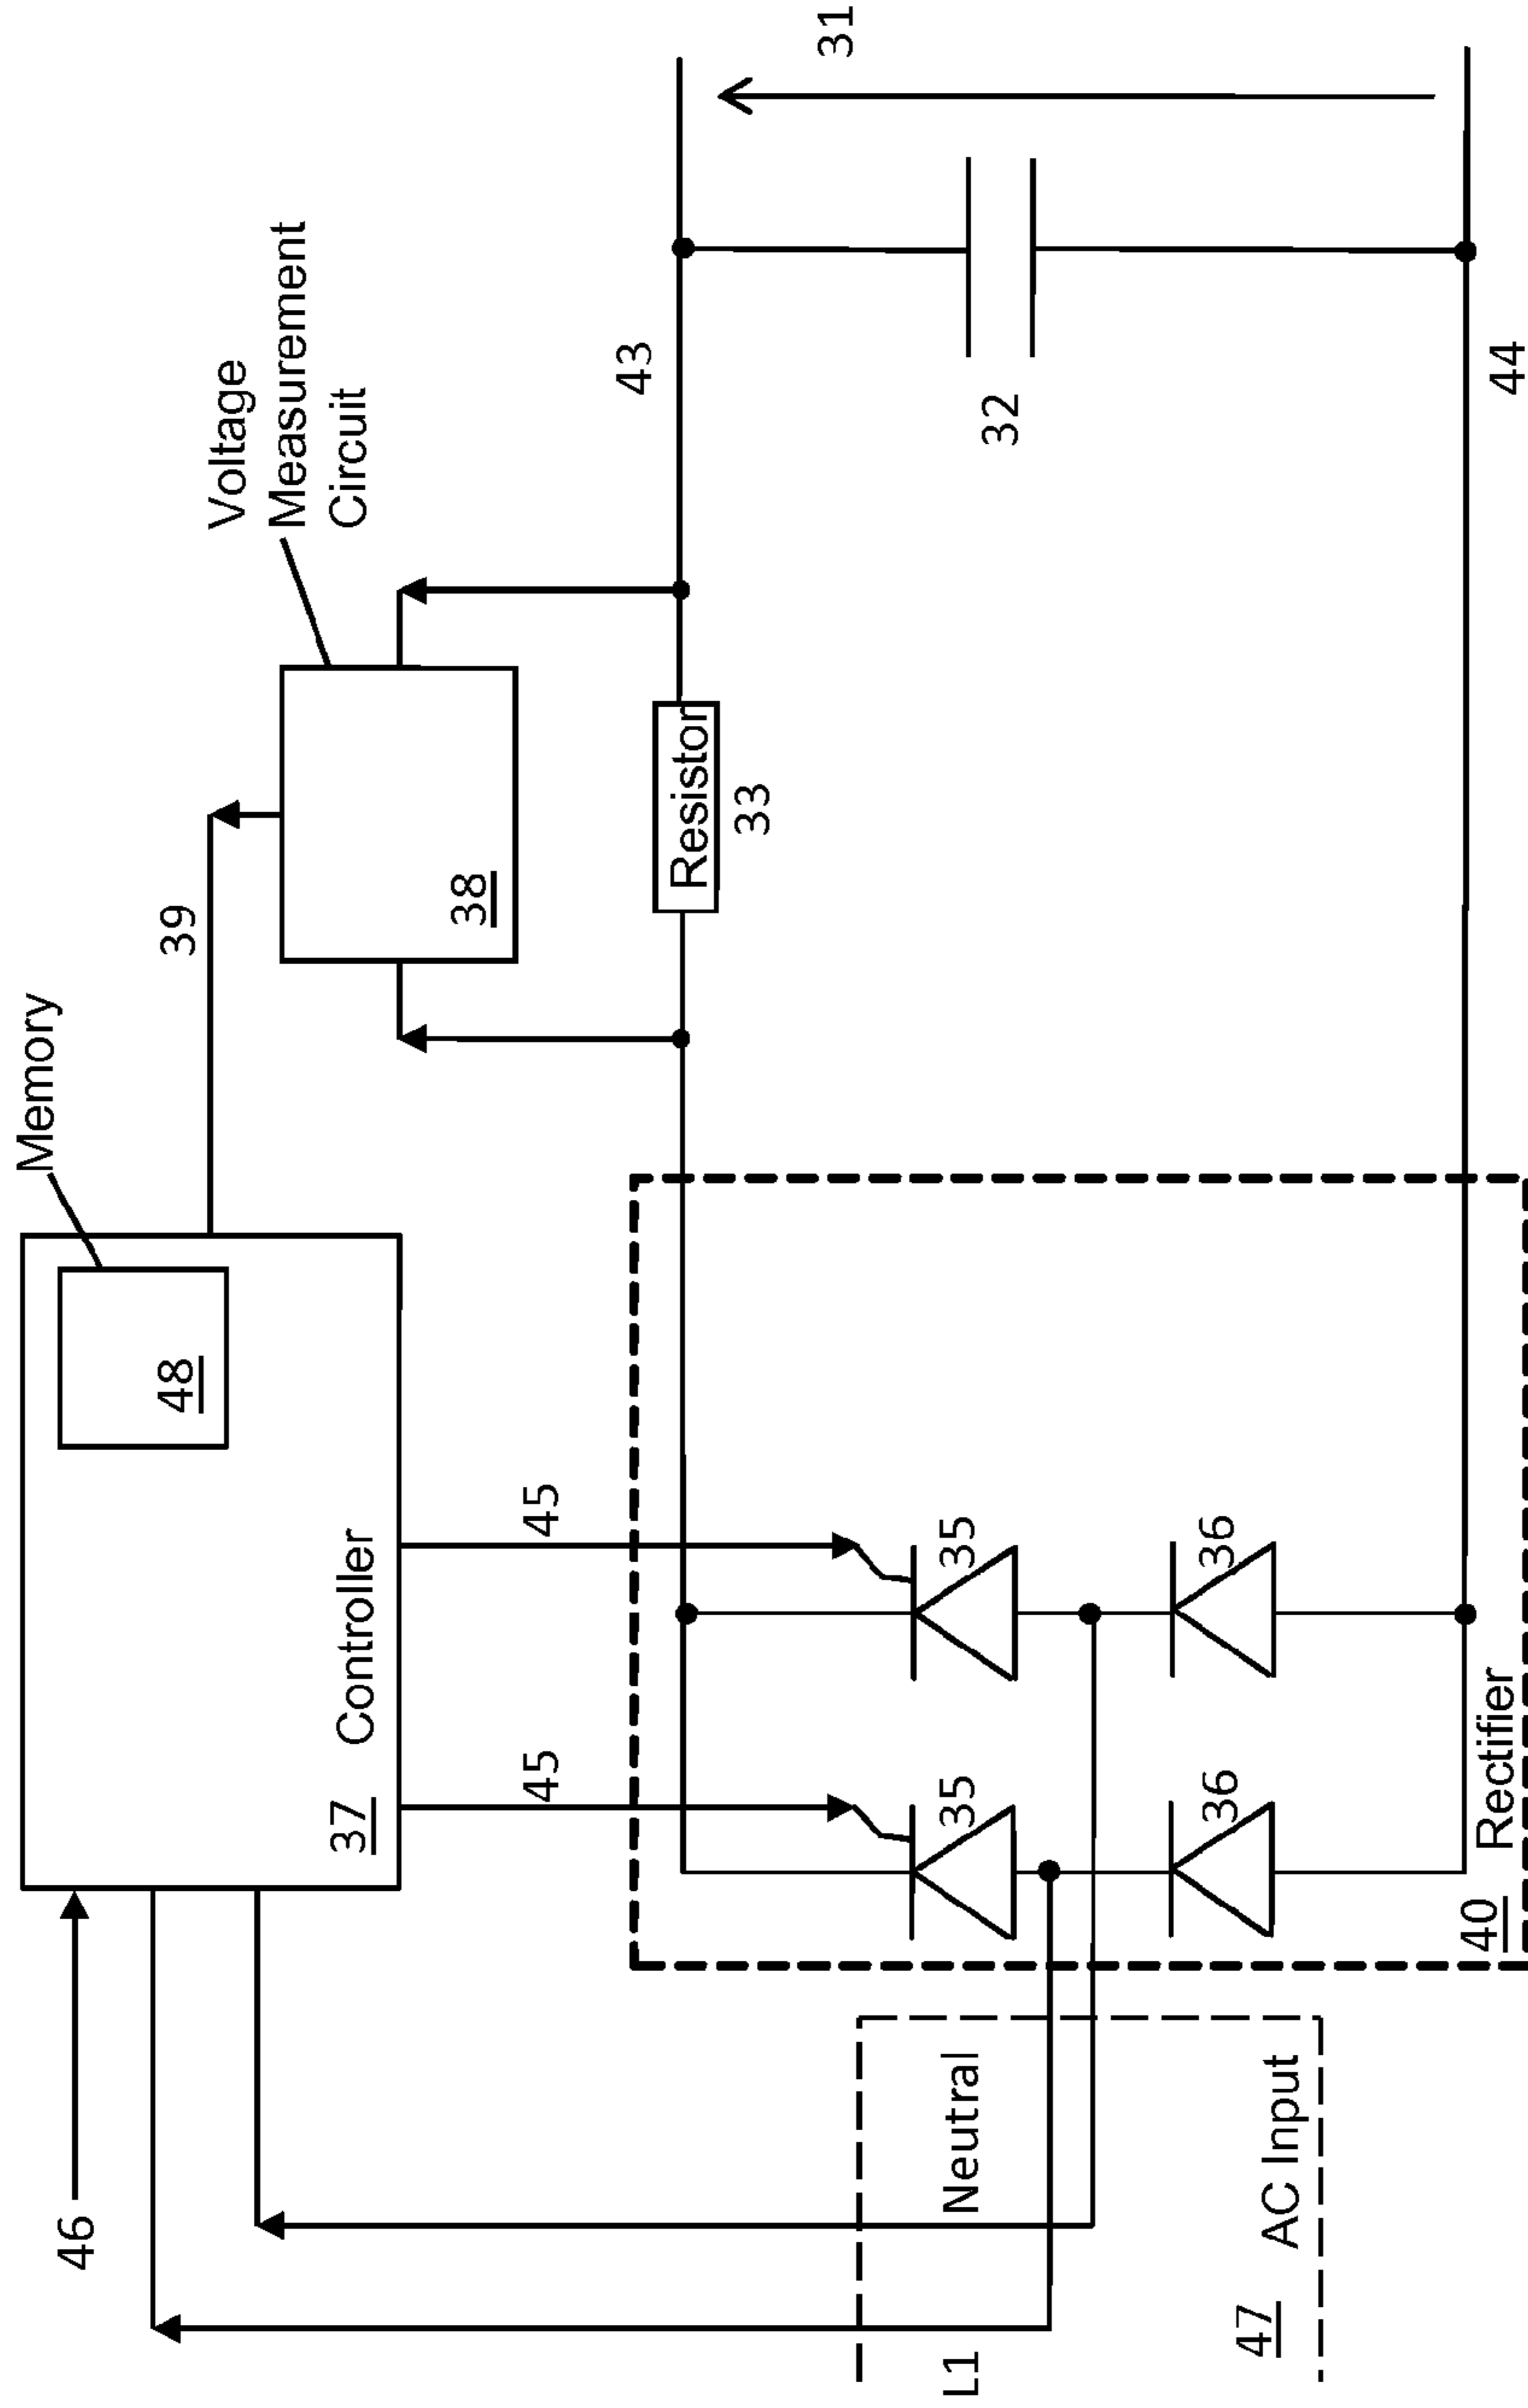 46
37
Controller
48
Memory
39
Voltage
Measurement
Circuit
38
45
45
Resistor
33
43
31
32
44
35
35
36
36
40
Rectifier
L1
Neutral
47
AC Input